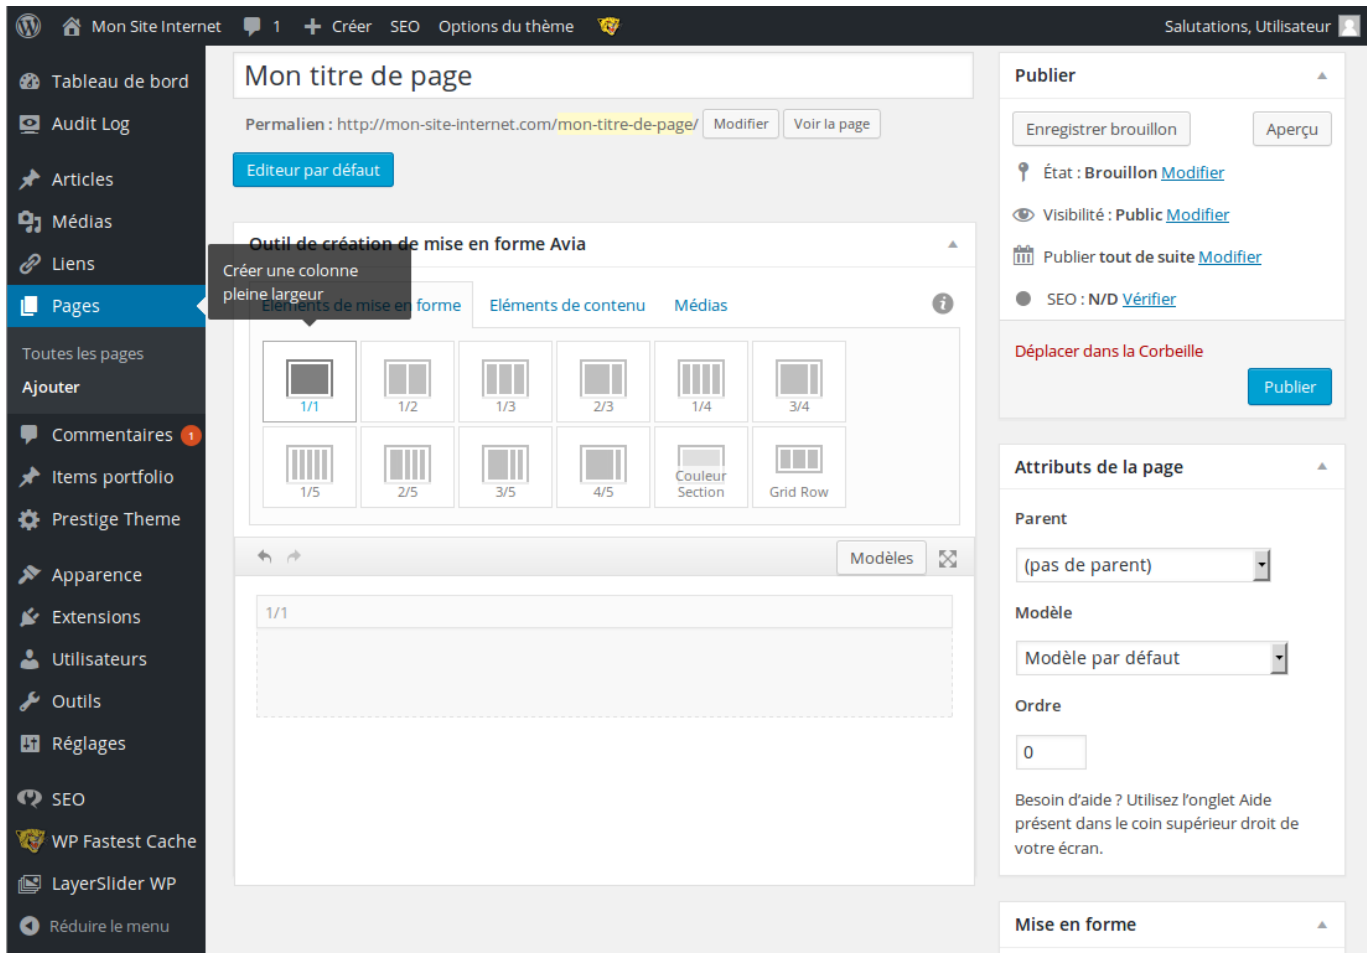 Mon Site Internet 1 Créer SEO Options du thème Salutations, Utilisateur
Tableau de bord
Audit Log
Articles
Médias
Liens
Pages
Toutes les pages
Ajouter
Commentaires 1
Items portfolio
Prestige Theme
Apparence
Extensions
Utilisateurs
Outils
Réglages
SEO
WP Fastest Cache
LayerSlider WP
Réduire le menu
Mon titre de page
Permalien : http://mon-site-internet.com/mon-titre-de-page/ Modifier Voir la page
Editeur par défaut
Outil de création de mise en forme Avia
Créer une colonne
pleine largeur
Eléments de mise en forme Eléments de contenu Médias
1/1 1/2 1/3 2/3 1/4 3/4
1/5 2/5 3/5 4/5 Couleur Section Grid Row
Modèles
1/1
Publier
Enregistrer brouillon Aperçu
État : Brouillon Modifier
Visibilité : Public Modifier
Publier tout de suite Modifier
SEO : N/D Vérifier
Déplacer dans la Corbeille
Publier
Attributs de la page
Parent
(pas de parent)
Modèle
Modèle par défaut
Ordre
0
Besoin d’aide ? Utilisez l’onglet Aide
présent dans le coin supérieur droit de
votre écran.
Mise en forme